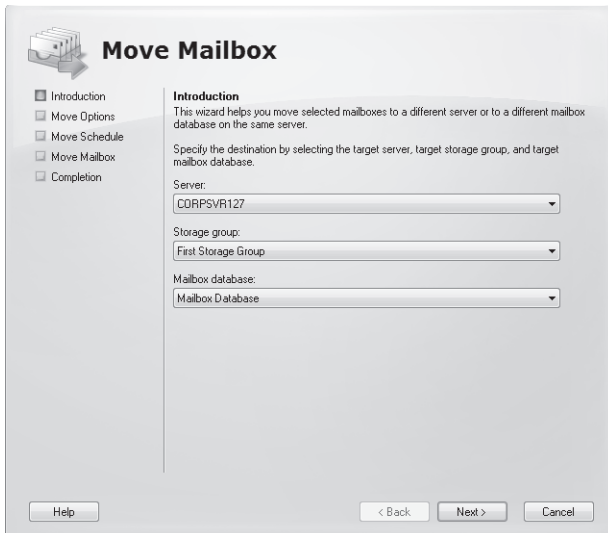 Move Mailbox
Introduction
Move Options
Move Schedule
Move Mailbox
Completion
Introduction
This wizard helps you move selected mailboxes to a different server or to a different mailbox
database on the same server.
Specify the destination by selecting the target server, target storage group, and target
mailbox database.
Server:
CORPSVR127
Storage group:
First Storage Group
Mailbox database:
Mailbox Database
Help
< Back
Next >
Cancel